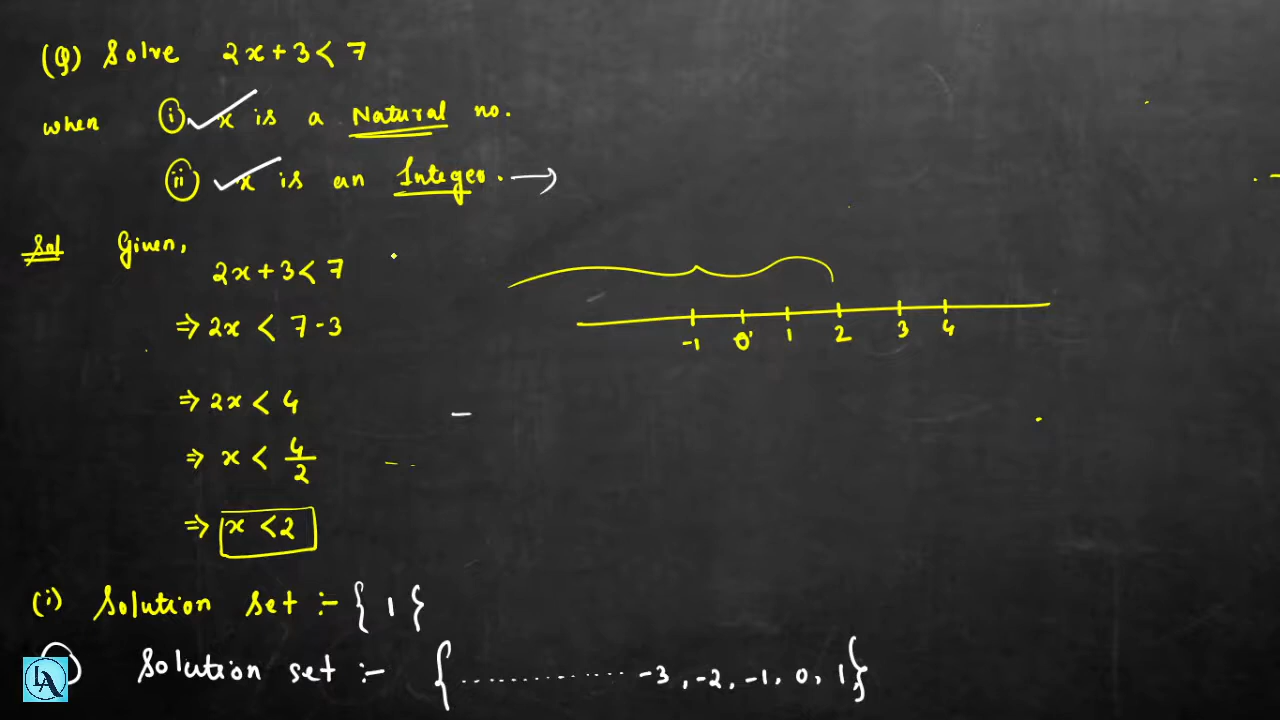 (Q) Solve 2x + 3 < 7
when (i) x is a Natural no.
(ii) x is an Integer. →
Sol Given,
2x + 3 < 7
⇒ 2x < 7 - 3
-1 0 1 2 3 4
⇒ 2x < 4
⇒ x < 4/2
⇒ x < 2
(i) Solution set :- { 1 }
Solution set :- { ............. -3, -2, -1, 0, 1 }
LA